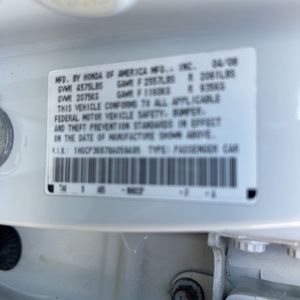 MFD. BY HONDA OF AMERICA MFG., INC. 04/08
GVWR 4575LBS GAWR F 2557LBS R 2061LBS
GVWR 2075KG GAWR F 1160KG R 935KG
THIS VEHICLE CONFORMS TO ALL APPLICABLE
FEDERAL MOTOR VEHICLE SAFETY, BUMPER,
AND THEFT PREVENTION STANDARDS IN EFFECT
ON THE DATE OF MANUFACTURE SHOWN ABOVE.
V.I.N.: TYPE: PASSENGER CAR